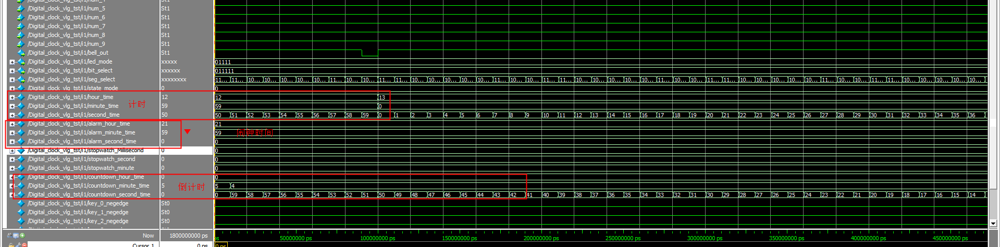 /Digital_clock_vlg_tst/i1/num_5 St1
/Digital_clock_vlg_tst/i1/num_6 St1
/Digital_clock_vlg_tst/i1/num_7 St1
/Digital_clock_vlg_tst/i1/num_8 St1
/Digital_clock_vlg_tst/i1/num_9 St1
/Digital_clock_vlg_tst/i1/bell_out St1
/Digital_clock_vlg_tst/i1/led_mode xxxxx 01111
/Digital_clock_vlg_tst/i1/bit_select xxxxxx 011111
/Digital_clock_vlg_tst/i1/seg_select xxxxxxxx 11... 11... 10... 10... 10... 10... 10... 10... 10... 10... 11... 11... 10... 10... 10... 10... 10... 10... 10... 10... 11... 11... 10... 10... 10... 10... 10... 10... 10... 10... 11... 11... 10... 10... 10... 10... 10...
/Digital_clock_vlg_tst/i1/state_mode 0 0
/Digital_clock_vlg_tst/i1/hour_time 12 12 13
计时
/Digital_clock_vlg_tst/i1/minute_time 59 59 0
/Digital_clock_vlg_tst/i1/second_time 50 50 51 52 53 54 55 56 57 58 59 0 1 2 3 4 5 6 7 8 9 10 11 12 13 14 15 16 17 18 19 20 21 22 23 24 25 26 27 28 29 30 31 32 33 34 35 36
/Digital_clock_vlg_tst/i1/alarm_hour_time 21 21
/Digital_clock_vlg_tst/i1/alarm_minute_time 59 59 闹钟时间
/Digital_clock_vlg_tst/i1/alarm_second_time 0 0
/Digital_clock_vlg_tst/i1/stopwatch_Millisecond 0 0
/Digital_clock_vlg_tst/i1/stopwatch_second 0 0
/Digital_clock_vlg_tst/i1/stopwatch_minute 0 0
/Digital_clock_vlg_tst/i1/countdown_hour_time 0 0
/Digital_clock_vlg_tst/i1/countdown_minute_time 5 倒计时 5 4
/Digital_clock_vlg_tst/i1/countdown_second_time 0 0 59 58 57 56 55 54 53 52 51 50 49 48 47 46 45 44 43 42 41 40 39 38 37 36 35 34 33 32 31 30 29 28 27 26 25 24 23 22 21 20 19 18 17 16 15 14
/Digital_clock_vlg_tst/i1/key_0_negedge St0
/Digital_clock_vlg_tst/i1/key_1_negedge St0
/Digital_clock_vlg_tst/i1/key_2_negedge St0
Now 1800000000 ps ps 50000000 ps 100000000 ps 150000000 ps 200000000 ps 250000000 ps 300000000 ps 350000000 ps 400000000 ps 450000000 ps
Cursor 1 0 ps 0 ps